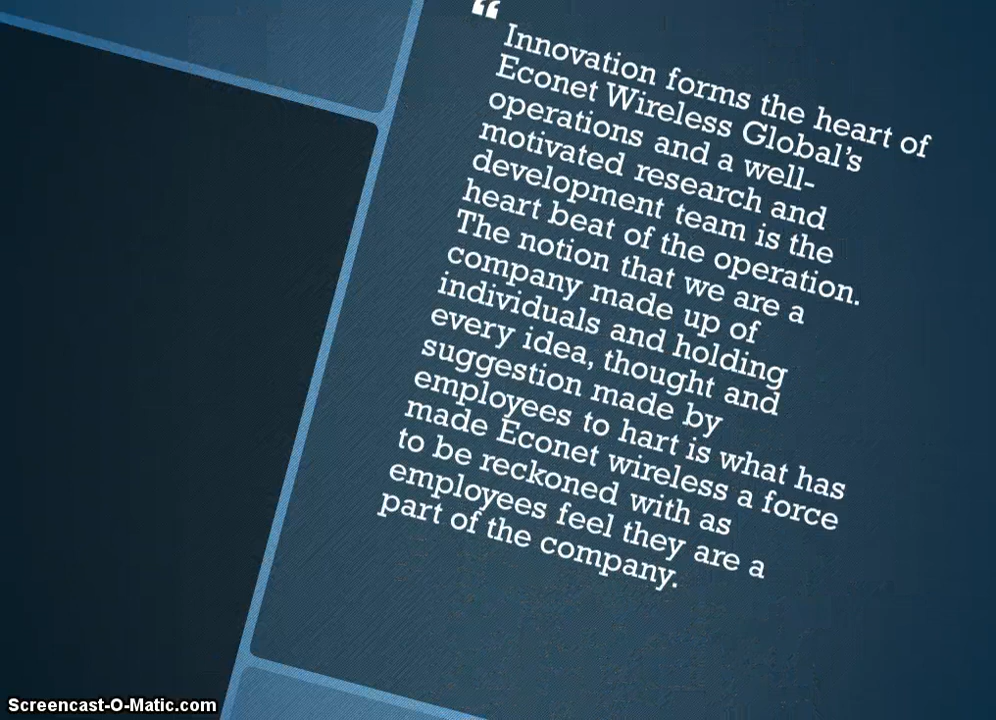 “
Innovation forms the heart of
Econet Wireless Global’s
operations and a well-
motivated research and
development team is the
heart beat of the operation.
The notion that we are a
company made up of
individuals and holding
every idea, thought and
suggestion made by
employees to hart is what has
made Econet wireless a force
to be reckoned with as
employees feel they are a
part of the company.
Screencast-O-Matic.com